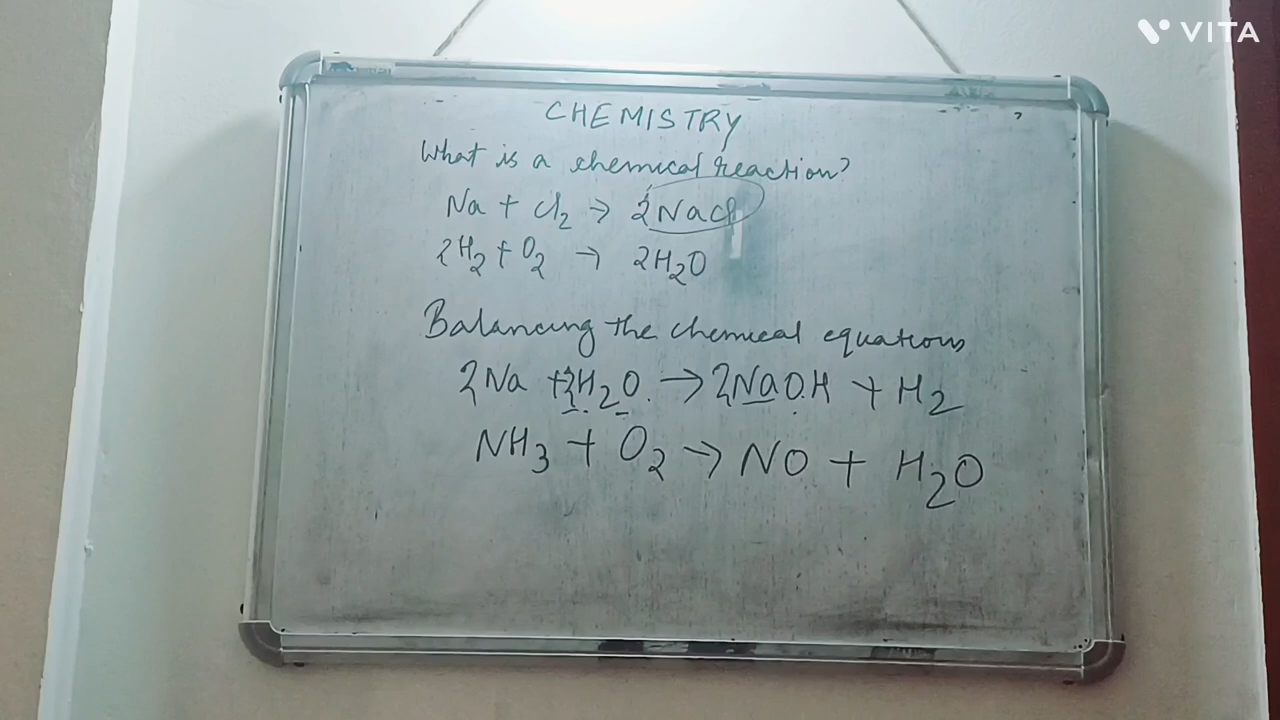 VITA
CHEMISTRY
What is a chemical reaction?
Na + Cl₂ → 2NaCl
2H₂ + O₂ → 2H₂O
Balancing the chemical equations
2Na + 2H₂O → 2NaOH + H₂
NH₃ + O₂ → NO + H₂O